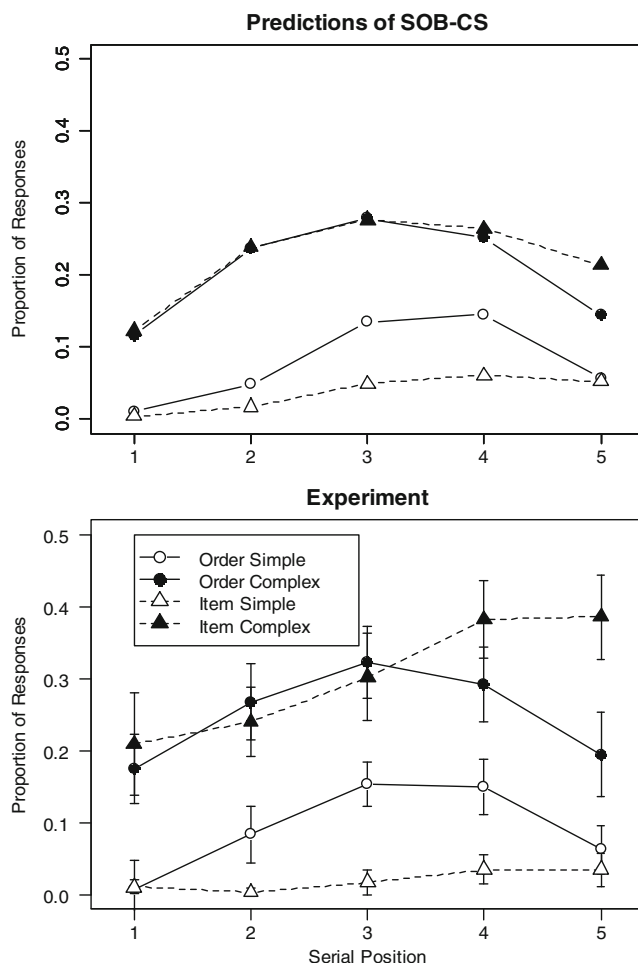 Predictions of SOB-CS
Proportion of Responses
0.5
0.4
0.3
0.2
0.1
0.0
1 2 3 4 5
Experiment
Proportion of Responses
0.5
0.4
0.3
0.2
0.1
0.0
Order Simple
Order Complex
Item Simple
Item Complex
1 2 3 4 5
Serial Position